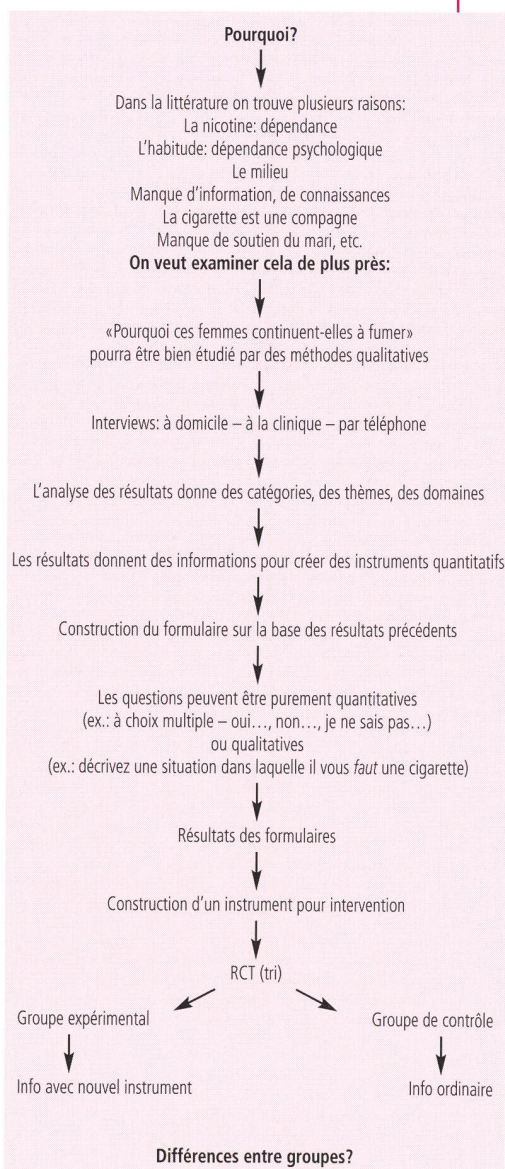 Pourquoi?
Dans la littérature on trouve plusieurs raisons:
La nicotine: dépendance
L'habitude: dépendance psychologique
Le milieu
Manque d'information, de connaissances
La cigarette est une compagne
Manque de soutien du mari, etc.
On veut examiner cela de plus près:
«Pourquoi ces femmes continuent-elles à fumer»
pourra être bien étudié par des méthodes qualitatives
Interviews: à domicile – à la clinique – par téléphone
L'analyse des résultats donne des catégories, des thèmes, des domaines
Les résultats donnent des informations pour créer des instruments quantitatifs
Construction du formulaire sur la base des résultats précédents
Les questions peuvent être purement quantitatives
(ex.: à choix multiple – oui…, non…, je ne sais pas…)
ou qualitatives
(ex.: décrivez une situation dans laquelle il vous faut une cigarette)
Résultats des formulaires
Construction d'un instrument pour intervention
RCT (tri)
Groupe expérimental
Groupe de contrôle
Info avec nouvel instrument
Info ordinaire
Différences entre groupes?